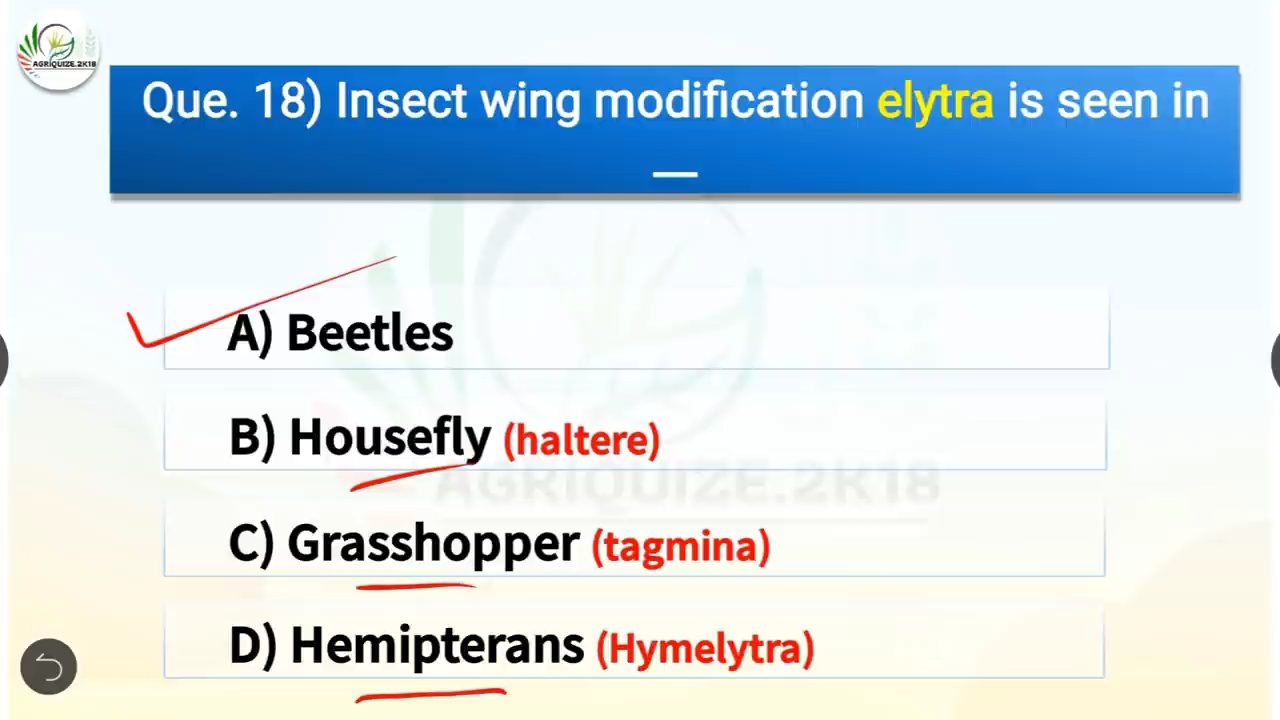 AGRIQUIZE.2K18
Que. 18) Insect wing modification elytra is seen in
__
A) Beetles
B) Housefly (haltere)
AGRIQUIZE.2K18
C) Grasshopper (tagmina)
D) Hemipterans (Hymelytra)